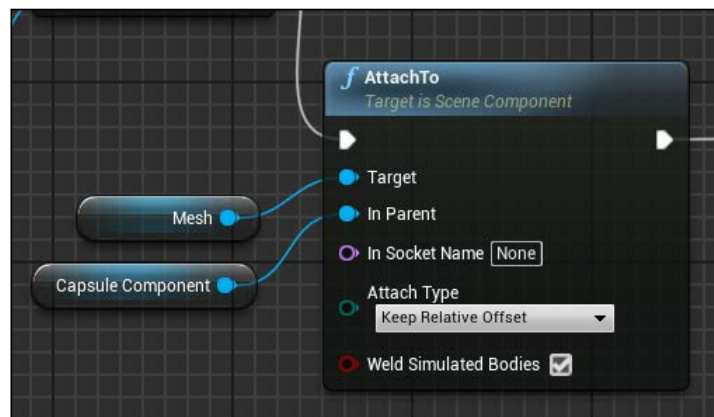 f AttachTo
Target is Scene Component
Target
Mesh
In Parent
In Socket Name None
Capsule Component
Attach Type
Keep Relative Offset
Weld Simulated Bodies